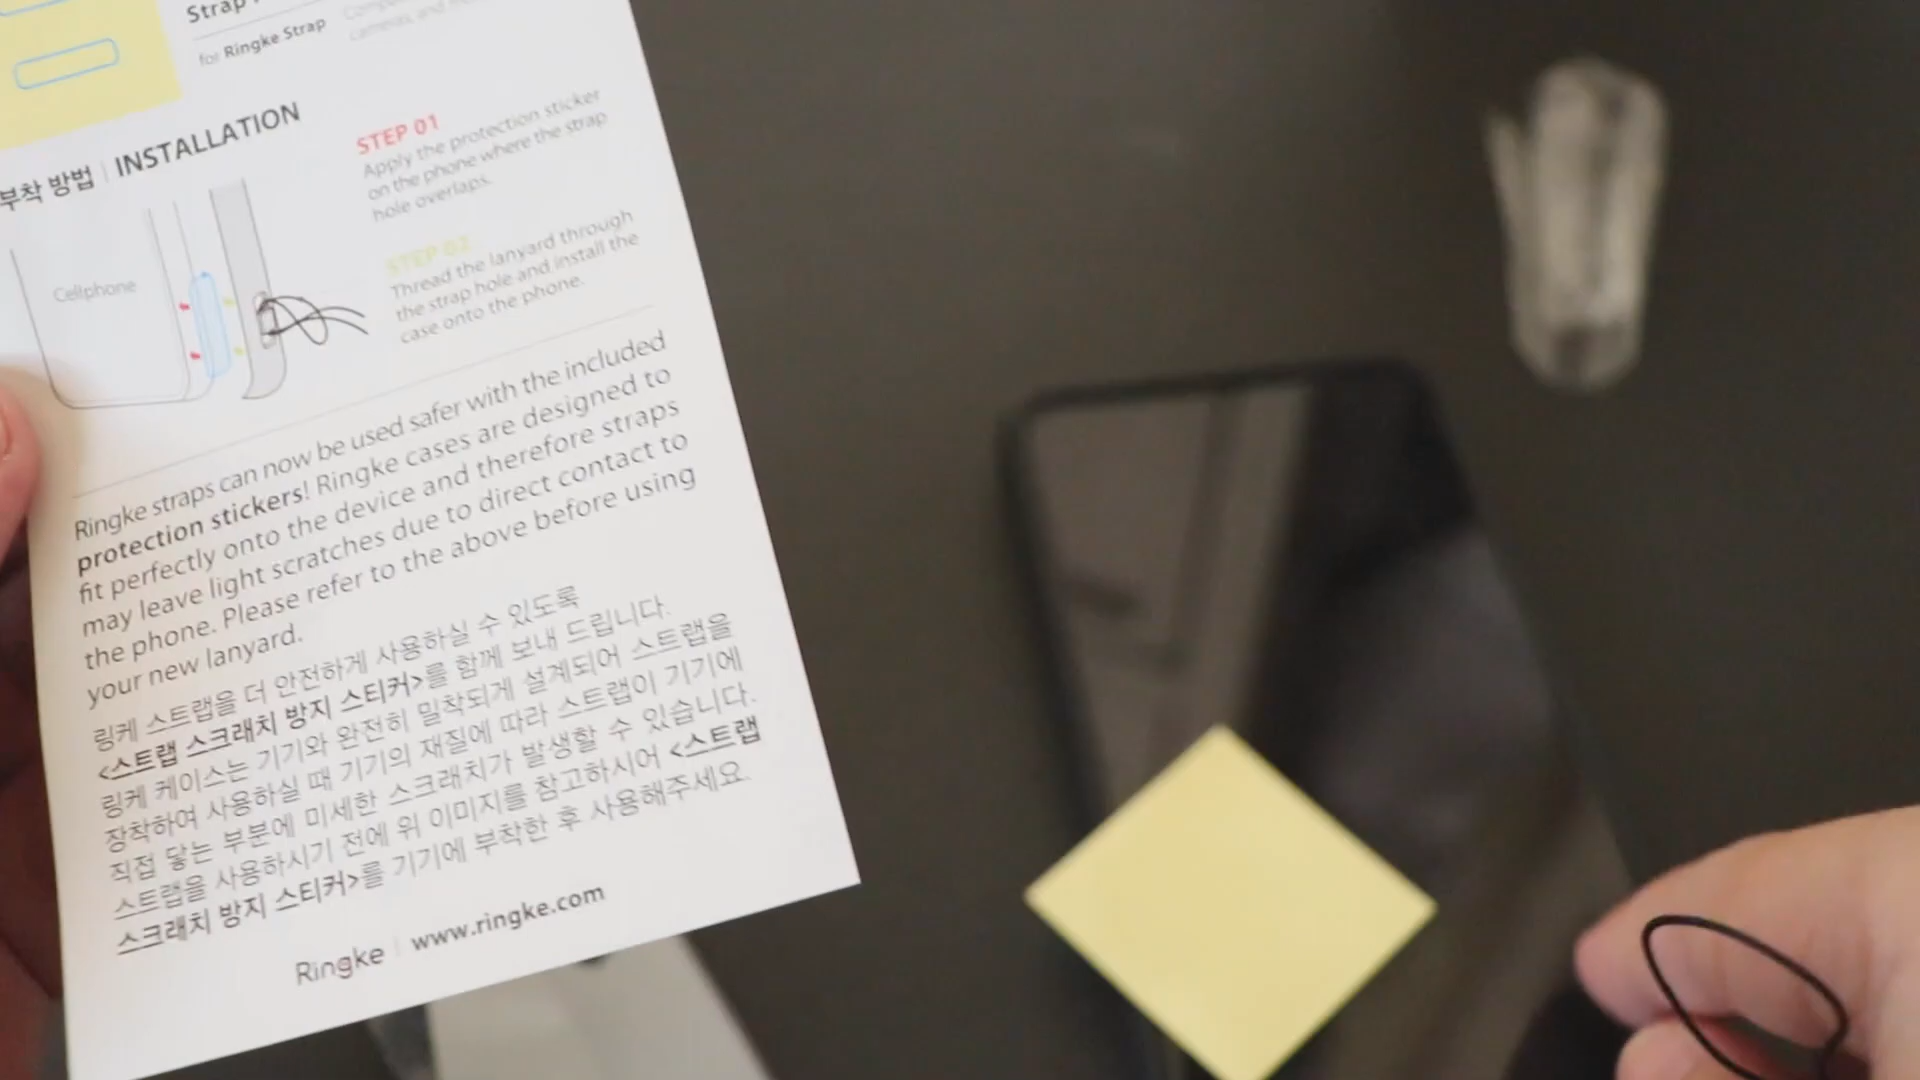 Strap
for Ringke Strap
부착 방법 | INSTALLATION
STEP 01
Apply the protection sticker
on the phone where the strap
hole overlaps.
STEP 02
Thread the lanyard through
the strap hole and install the
case onto the phone.
Cellphone
Ringke straps can now be used safer with the included
protection stickers! Ringke cases are designed to
fit perfectly onto the device and therefore straps
may leave light scratches due to direct contact to
the phone. Please refer to the above before using
your new lanyard.
링케 스트랩을 더 안전하게 사용하실 수 있도록
<스트랩 스크래치 방지 스티커>를 함께 보내 드립니다.
링케 케이스는 기기와 완전히 밀착되게 설계되어 스트랩을
장착하여 사용하실 때 기기의 재질에 따라 스트랩이 기기에
직접 닿는 부분에 미세한 스크래치가 발생할 수 있습니다.
스트랩을 사용하시기 전에 위 이미지를 참고하시어 <스트랩
스크래치 방지 스티커>를 기기에 부착한 후 사용해주세요.
Ringke | www.ringke.com